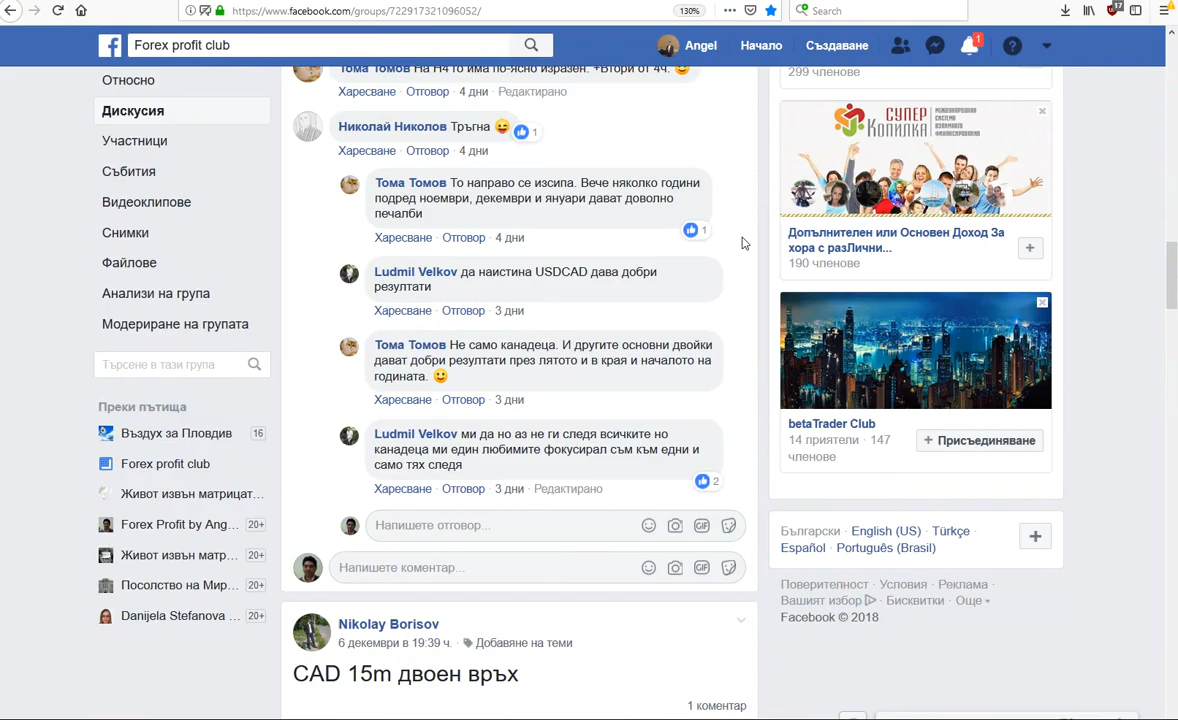 https://www.facebook.com/groups/722917321096052/
130%
Search
17
Forex profit club
Angel
Начало
Създаване
1
Относно
Дискусия
Участници
Събития
Видеоклипове
Снимки
Файлове
Анализи на група
Модериране на групата
Търсене в тази група
Преки пътища
Въздух за Пловдив 16
Forex profit club
Живот извън матрицат...
Forex Profit by Ang... 20+
Живот извън матр... 20+
Посолство на Мир... 20+
Danijela Stefanova ... 20+
Тома Томов На H4 то има по-ясно изразен. +Втори от 4ч.
Харесване · Отговор · 4 дни · Редактирано
Николай Николов Тръгна
1
Харесване · Отговор · 4 дни
Тома Томов То направо се изсипа. Вече няколко години
подред ноември, декември и януари дават доволно
печалби
1
Харесване · Отговор · 4 дни
Ludmil Velkov да наистина USDCAD дава добри
резултати
Харесване · Отговор · 3 дни
Тома Томов Не само канадеца. И другите основни двойки
дават добри резултати през лятото и в края и началото на
годината.
Харесване · Отговор · 3 дни
Ludmil Velkov ми да но аз не ги следя всичките но
канадеца ми един любимите фокусирал съм към едни и
само тях следя
2
Харесване · Отговор · 3 дни · Редактирано
Напишете отговор...
GIF
Напишете коментар...
GIF
Nikolay Borisov
6 декември в 19:39 ч. · Добавяне на теми
CAD 15m двоен връх
1 коментар
299 членове
СУПЕР
Копилка
МЕЖДУНАРОДНАЯ
СИСТЕМА
ВЗАИМНОГО
ФИНАНСИРОВАНИЯ
Допълнителен или Основен Доход За
хора с разЛични...
190 членове
betaTrader Club
14 приятели · 147
членове
+ Присъединяване
Български · English (US) · Türkçe ·
Español · Português (Brasil)
Поверителност · Условия · Реклама ·
Вашият избор · Бисквитки · Още
Facebook © 2018